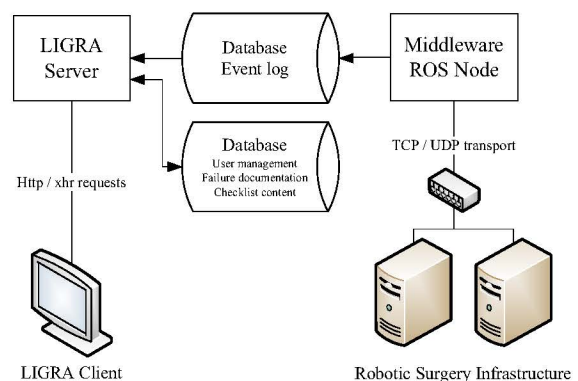 LIGRA
Server
Database
Event log
Middleware
ROS Node
Database
User management
Failure documentation
Checklist content
TCP / UDP transport
Http / xhr requests
LIGRA Client
Robotic Surgery Infrastructure